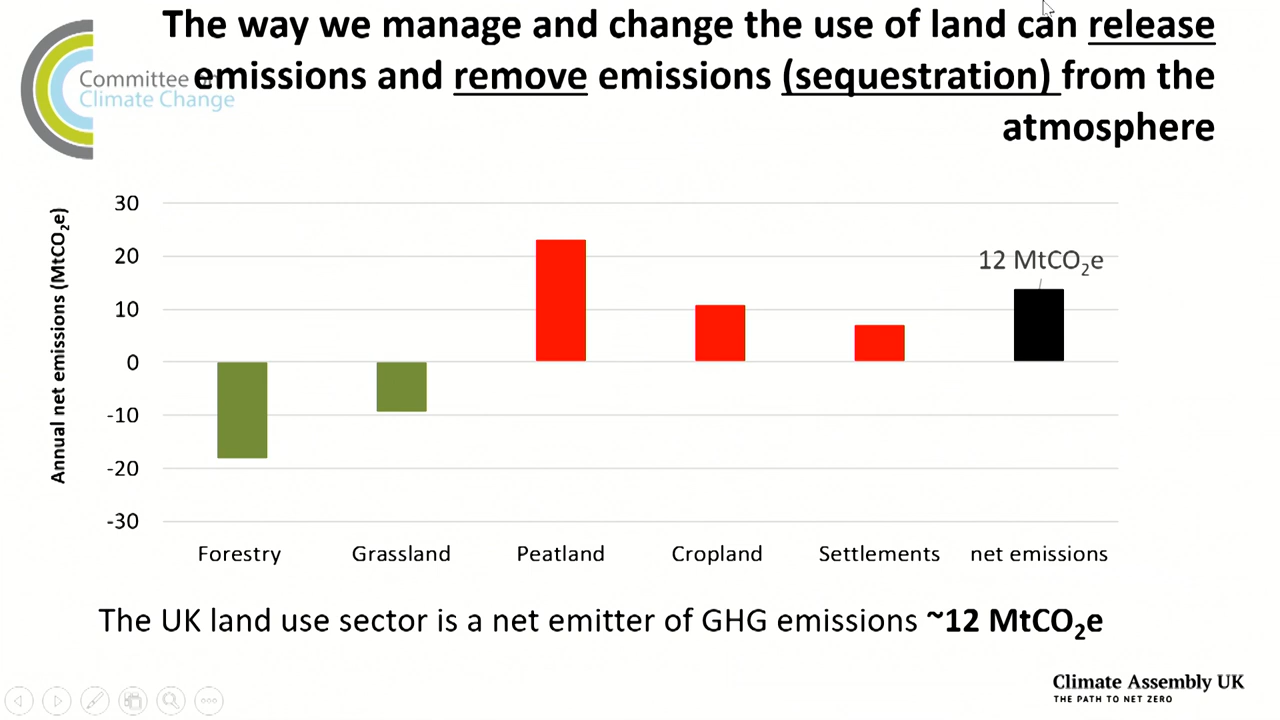 The way we manage and change the use of land can release
emissions and remove emissions (sequestration) from the
atmosphere
Committee on
Climate Change
Annual net emissions (MtCO₂e)
30
20
10
0
-10
-20
-30
12 MtCO₂e
Forestry
Grassland
Peatland
Cropland
Settlements
net emissions
The UK land use sector is a net emitter of GHG emissions ~12 MtCO₂e
Climate Assembly UK
THE PATH TO NET ZERO